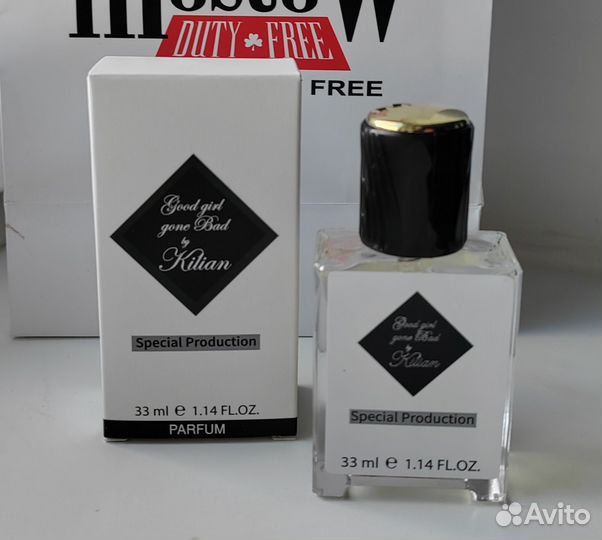 DUTY FREE
FREE
Good girl
gone Bad
by
Kilian
Special Production
33 ml e 1.14 FL.OZ.
PARFUM
Good girl
gone Bad
by
Kilian
Special Production
33 ml e 1.14 FL.OZ.
Avito